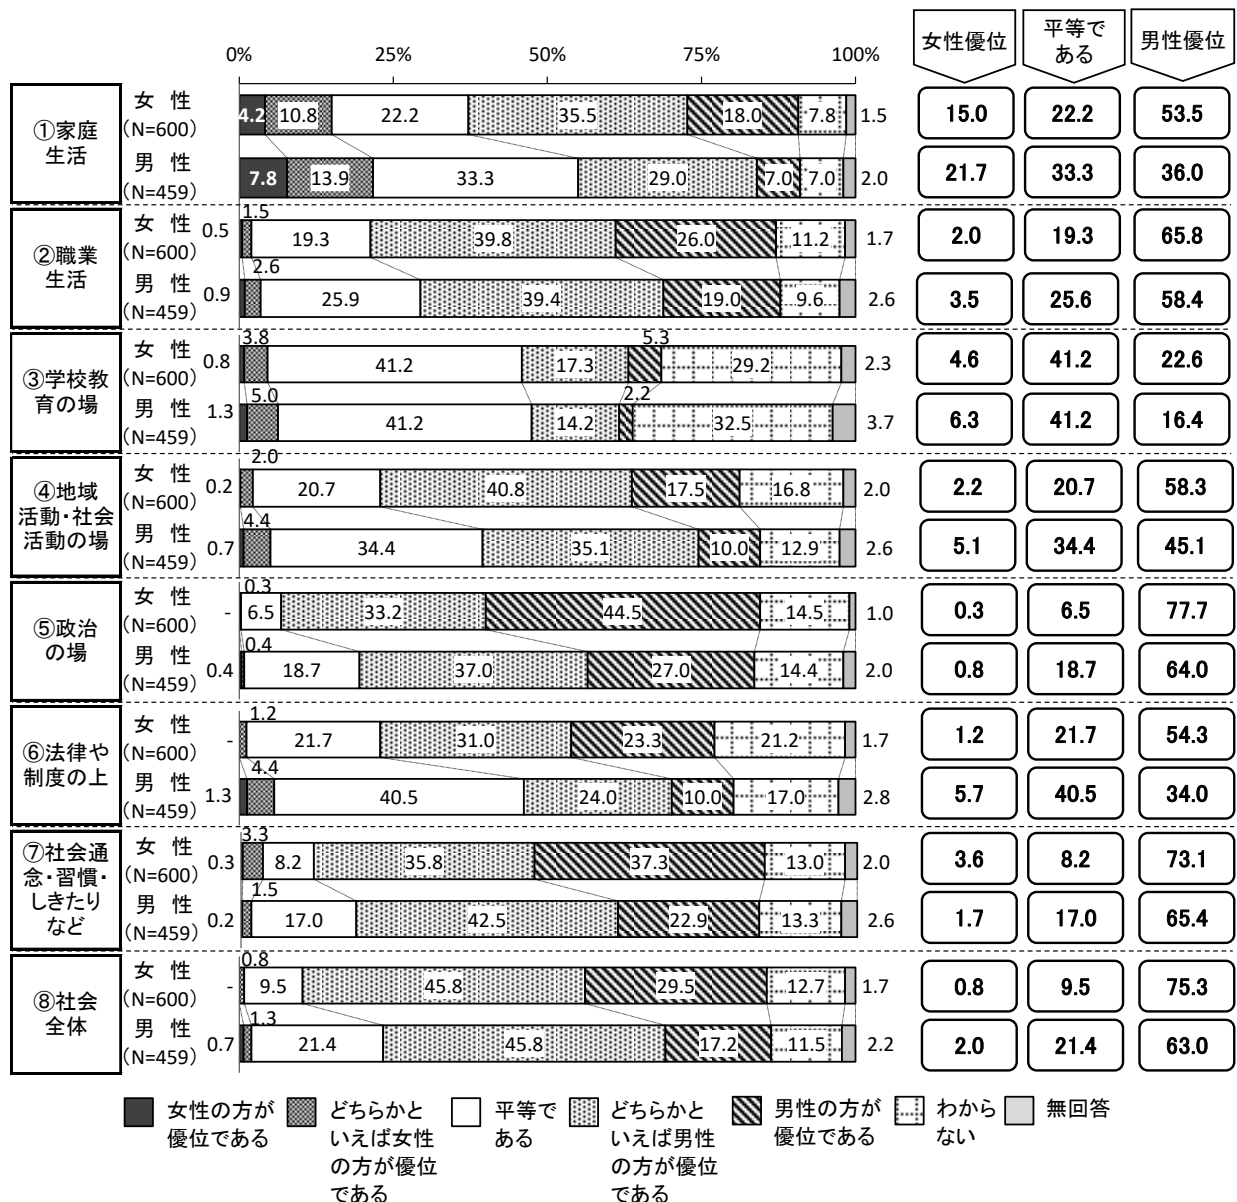 0% 25% 50% 75% 100%
女性優位
平等で
ある
男性優位
①家庭
生活
女 性
(N=600)
4.2 10.8 22.2 35.5 18.0 7.8 1.5 15.0 22.2 53.5
男 性
(N=459)
7.8 13.9 33.3 29.0 7.0 7.0 2.0 21.7 33.3 36.0
②職業
生活
女 性
(N=600)
0.5 1.5 19.3 39.8 26.0 11.2 1.7 2.0 19.3 65.8
男 性
(N=459)
0.9 2.6 25.9 39.4 19.0 9.6 2.6 3.5 25.6 58.4
③学校教
育の場
女 性
(N=600)
0.8 3.8 41.2 17.3 5.3 29.2 2.3 4.6 41.2 22.6
男 性
(N=459)
1.3 5.0 41.2 14.2 2.2 32.5 3.7 6.3 41.2 16.4
④地域
活動・社会
活動の場
女 性
(N=600)
0.2 2.0 20.7 40.8 17.5 16.8 2.0 2.2 20.7 58.3
男 性
(N=459)
0.7 4.4 34.4 35.1 10.0 12.9 2.6 5.1 34.4 45.1
⑤政治
の場
女 性
(N=600)
- 0.3 6.5 33.2 44.5 14.5 1.0 0.3 6.5 77.7
男 性
(N=459)
0.4 0.4 18.7 37.0 27.0 14.4 2.0 0.8 18.7 64.0
⑥法律や
制度の上
女 性
(N=600)
- 1.2 21.7 31.0 23.3 21.2 1.7 1.2 21.7 54.3
男 性
(N=459)
1.3 4.4 40.5 24.0 10.0 17.0 2.8 5.7 40.5 34.0
⑦社会通
念・習慣・
しきたり
など
女 性
(N=600)
0.3 3.3 8.2 35.8 37.3 13.0 2.0 3.6 8.2 73.1
男 性
(N=459)
0.2 1.5 17.0 42.5 22.9 13.3 2.6 1.7 17.0 65.4
⑧社会
全体
女 性
(N=600)
- 0.8 9.5 45.8 29.5 12.7 1.7 0.8 9.5 75.3
男 性
(N=459)
0.7 1.3 21.4 45.8 17.2 11.5 2.2 2.0 21.4 63.0
女性の方が
優位である
どちらかと
いえば女性
の方が優位
である
平等で
ある
どちらかと
いえば男性
の方が優位
である
男性の方が
優位である
わから
ない
無回答